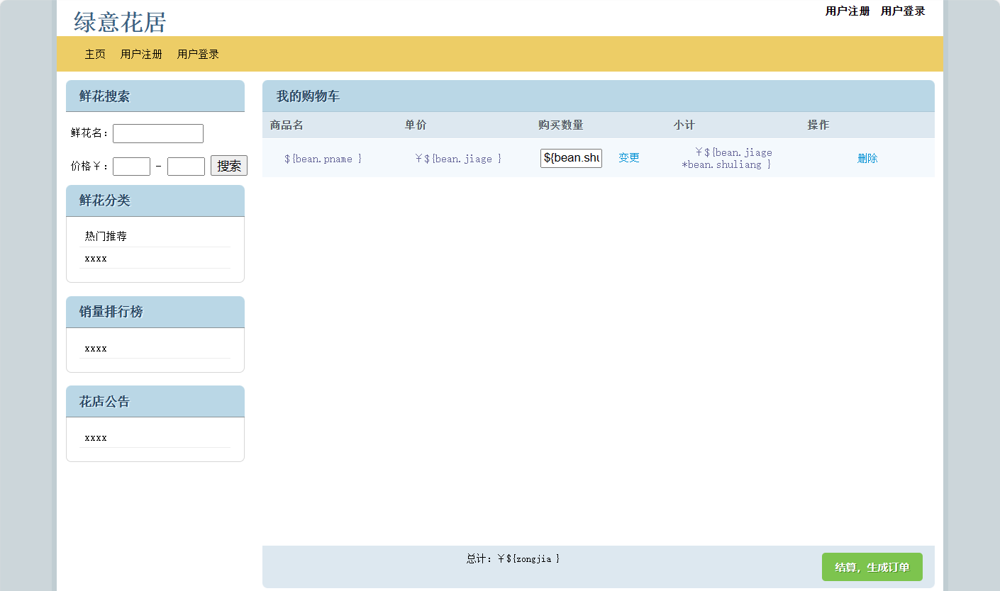 绿意花居
用户注册 用户登录
主页 用户注册 用户登录
鲜花搜索
鲜花名：
价格￥： - 搜索
鲜花分类
热门推荐
xxxx
销量排行榜
xxxx
花店公告
xxxx
我的购物车
商品名 单价 购买数量 小计 操作
${bean.pname } ￥${bean.jiage } ${bean.shu 变更 ￥${bean.jiage 删除
*bean.shuliang }
总计：￥${zongjia }
结算，生成订单